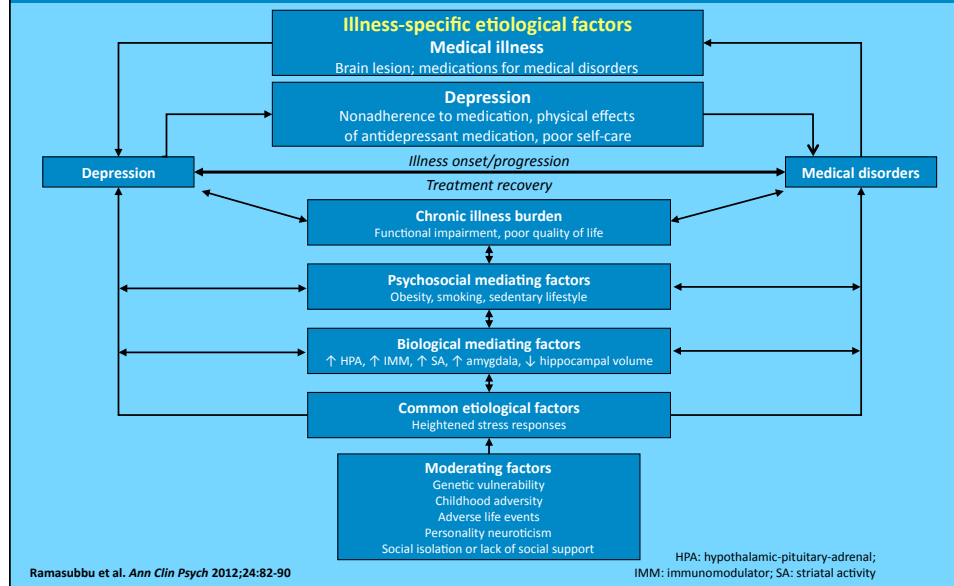 Illness-specific etiological factors
Medical illness
Brain lesion; medications for medical disorders
Depression
Nonadherence to medication, physical effects
of antidepressant medication, poor self-care
Illness onset/progression
Depression
Medical disorders
Treatment recovery
Chronic illness burden
Functional impairment, poor quality of life
Psychosocial mediating factors
Obesity, smoking, sedentary lifestyle
Biological mediating factors
↑ HPA, ↑ IMM, ↑ SA, ↑ amygdala, ↓ hippocampal volume
Common etiological factors
Heightened stress responses
Moderating factors
Genetic vulnerability
Childhood adversity
Adverse life events
Personality neuroticism
Social isolation or lack of social support
HPA: hypothalamic-pituitary-adrenal;
IMM: immunomodulator; SA: striatal activity
Ramasubbu et al. Ann Clin Psych 2012;24:82-90